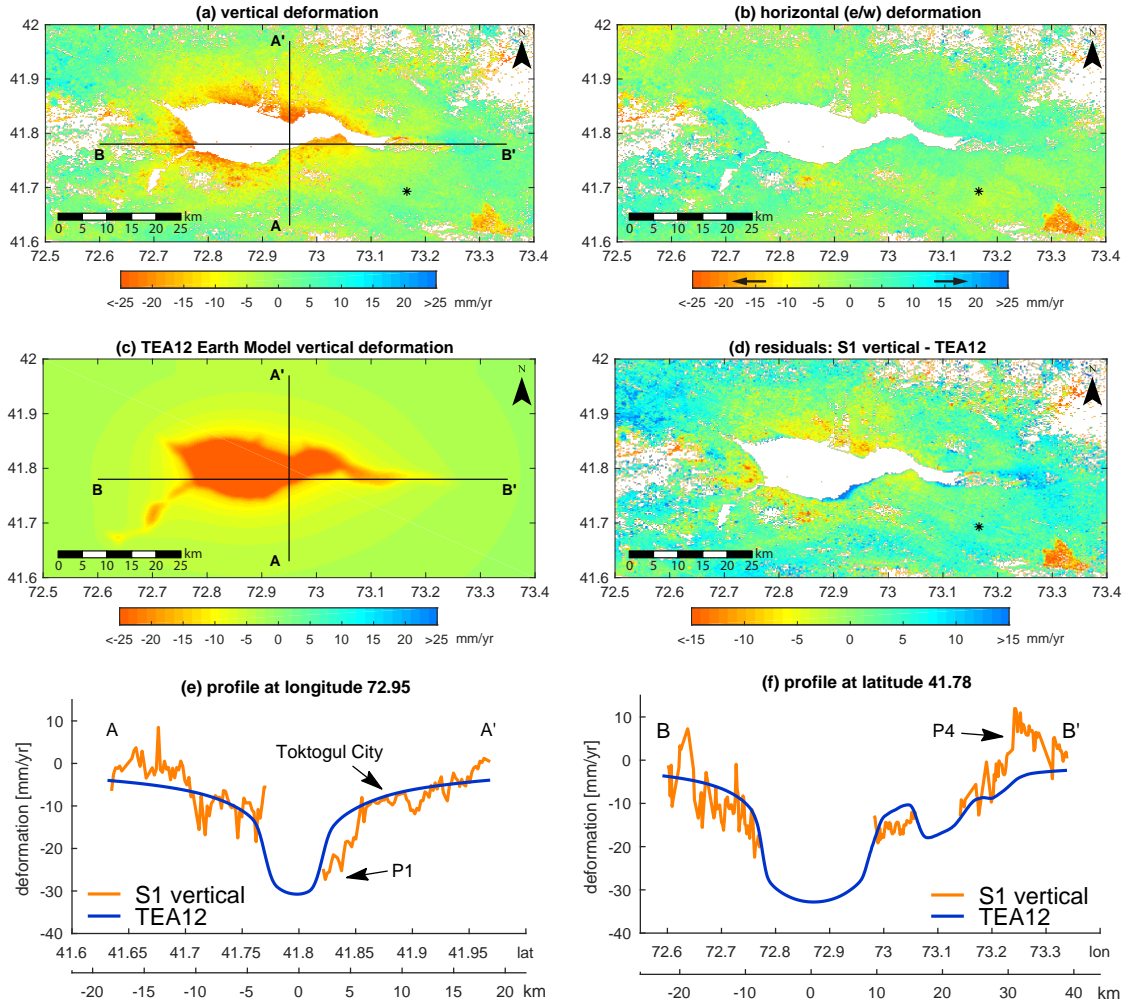 (a) vertical deformation
(b) horizontal (e/w) deformation
42
41.9
41.8
41.7
41.6
A'
N
B
B'
A
0 5 10 15 20 25 km
72.5 72.6 72.7 72.8 72.9 73 73.1 73.2 73.3 73.4
<-25 -20 -15 -10 -5 0 5 10 15 20 >25 mm/yr
42
41.9
41.8
41.7
41.6
N
0 5 10 15 20 25 km
72.5 72.6 72.7 72.8 72.9 73 73.1 73.2 73.3 73.4
<-25 -20 -15 -10 -5 0 5 10 15 20 >25 mm/yr
(c) TEA12 Earth Model vertical deformation
(d) residuals: S1 vertical - TEA12
42
41.9
41.8
41.7
41.6
A'
N
B
B'
A
0 5 10 15 20 25 km
72.5 72.6 72.7 72.8 72.9 73 73.1 73.2 73.3 73.4
<-25 -20 -15 -10 -5 0 5 10 15 20 >25 mm/yr
42
41.9
41.8
41.7
41.6
N
0 5 10 15 20 25 km
72.5 72.6 72.7 72.8 72.9 73 73.1 73.2 73.3 73.4
<-15 -10 -5 0 5 10 >15 mm/yr
(e) profile at longitude 72.95
deformation [mm/yr]
10
0
-10
-20
-30
-40
A
A'
Toktogul City
P1
S1 vertical
TEA12
41.6 41.65 41.7 41.75 41.8 41.85 41.9 41.95 lat
-20 -15 -10 -5 0 5 10 15 20 km
(f) profile at latitude 41.78
deformation [mm/yr]
10
0
-10
-20
-30
-40
B
P4
B'
S1 vertical
TEA12
72.6 72.7 72.8 72.9 73 73.1 73.2 73.3 lon
-20 -10 0 10 20 30 40 km